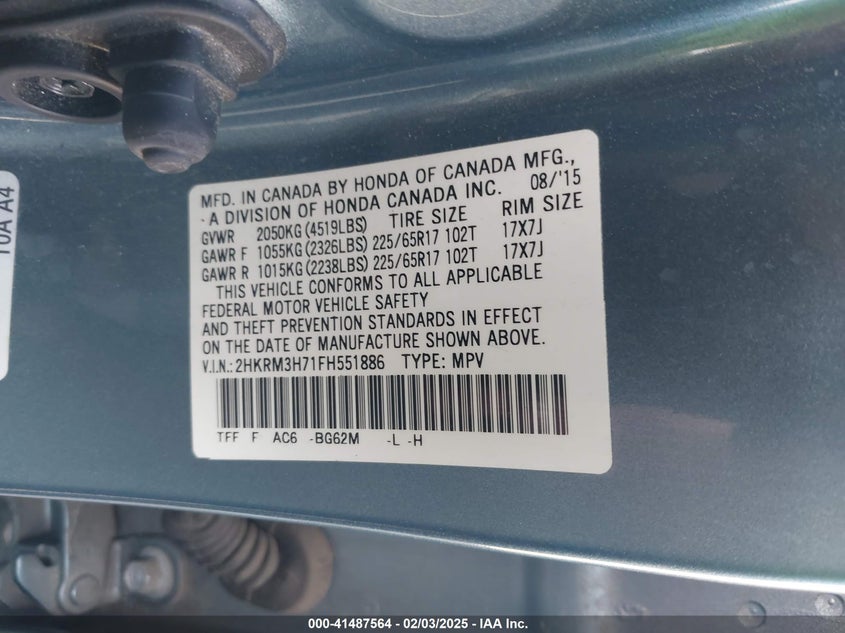 10A A4
MFD. IN CANADA BY HONDA OF CANADA MFG.,
A DIVISION OF HONDA CANADA INC. 08/'15
GVWR 2050KG(4519LBS) TIRE SIZE RIM SIZE
GAWR F 1055KG(2326LBS) 225/65R17 102T 17X7J
GAWR R 1015KG(2238LBS) 225/65R17 102T 17X7J
THIS VEHICLE CONFORMS TO ALL APPLICABLE
FEDERAL MOTOR VEHICLE SAFETY
AND THEFT PREVENTION STANDARDS IN EFFECT
ON THE DATE OF MANUFACTURE SHOWN ABOVE.
V.I.N.:2HKRM3H71FH551886 TYPE: MPV
TFF F AC6 -BG62M -L -H
000-41487564 — 02/03/2025 — © IAA Inc.